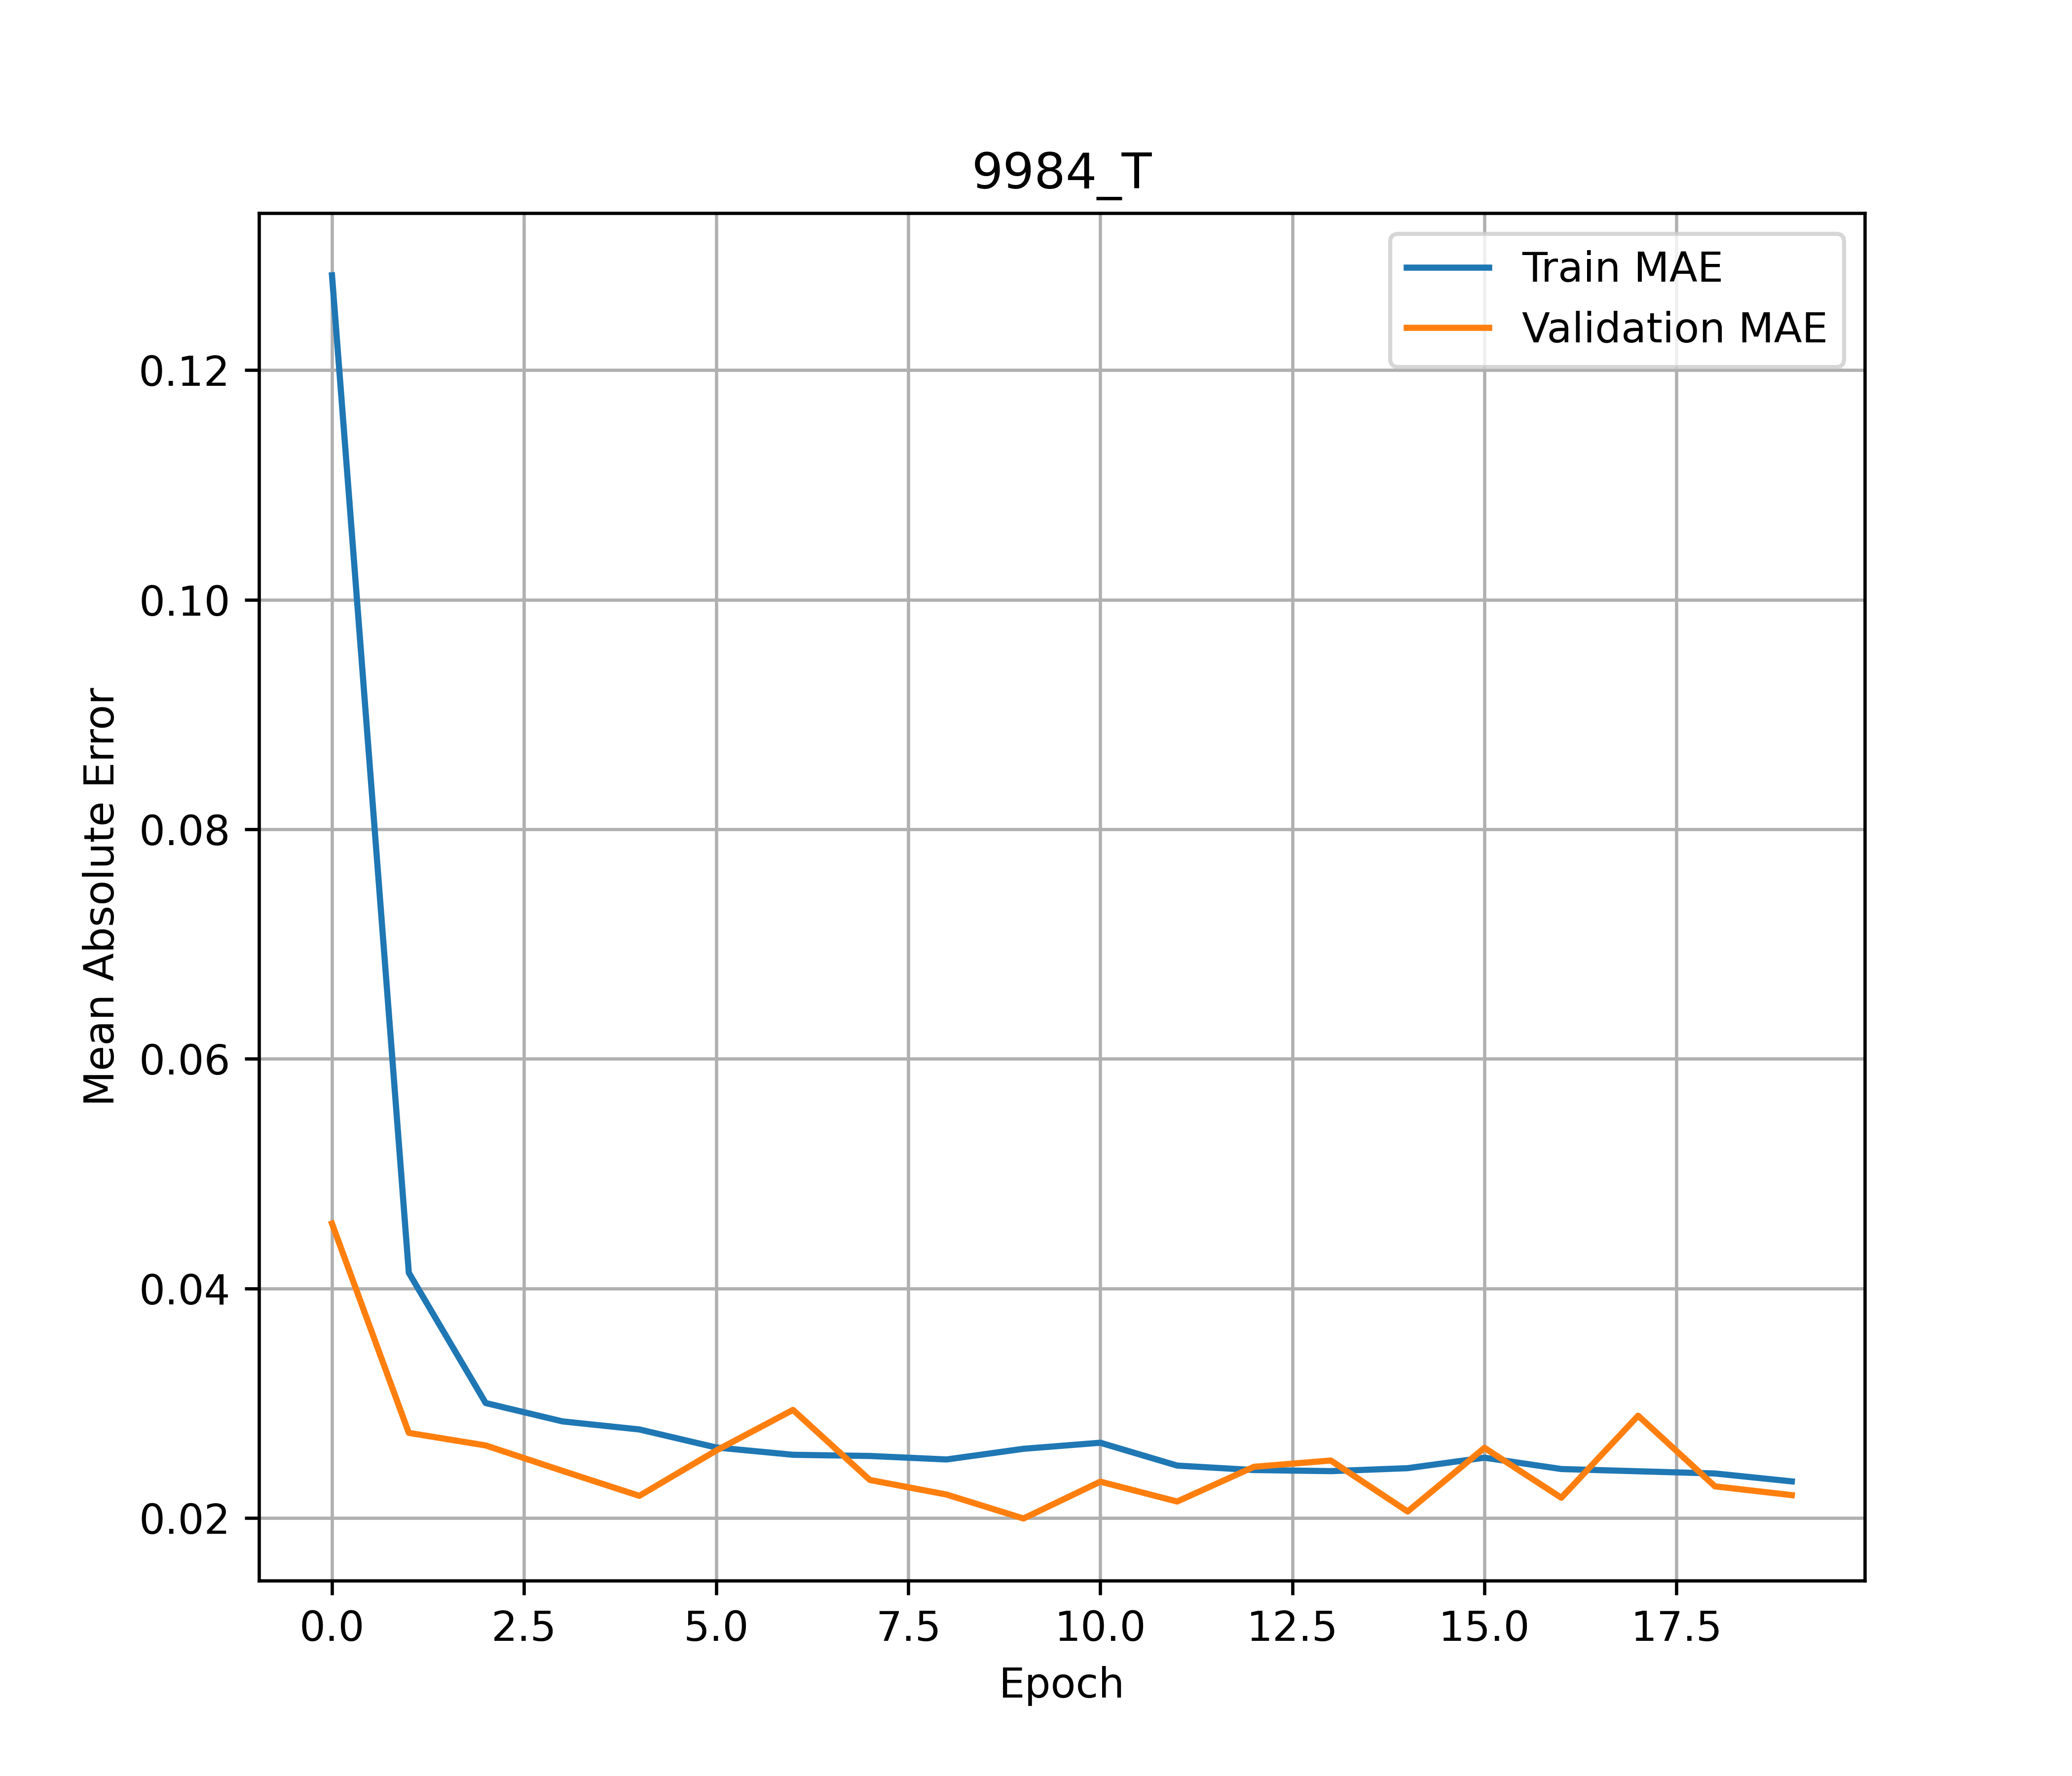 9984_T
Train MAE
Validation MAE
Mean Absolute Error
0.12
0.10
0.08
0.06
0.04
0.02
0.0 2.5 5.0 7.5 10.0 12.5 15.0 17.5
Epoch